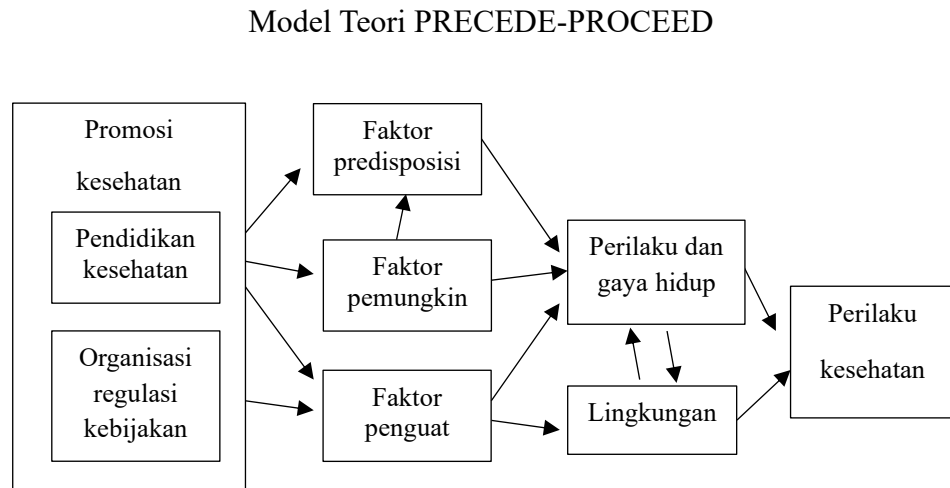 Model Teori PRECEDE-PROCEED
Promosi
kesehatan
Pendidikan
kesehatan
Organisasi
regulasi
kebijakan
Faktor
predisposisi
Faktor
pemungkin
Faktor
penguat
Perilaku dan
gaya hidup
Lingkungan
Perilaku
kesehatan